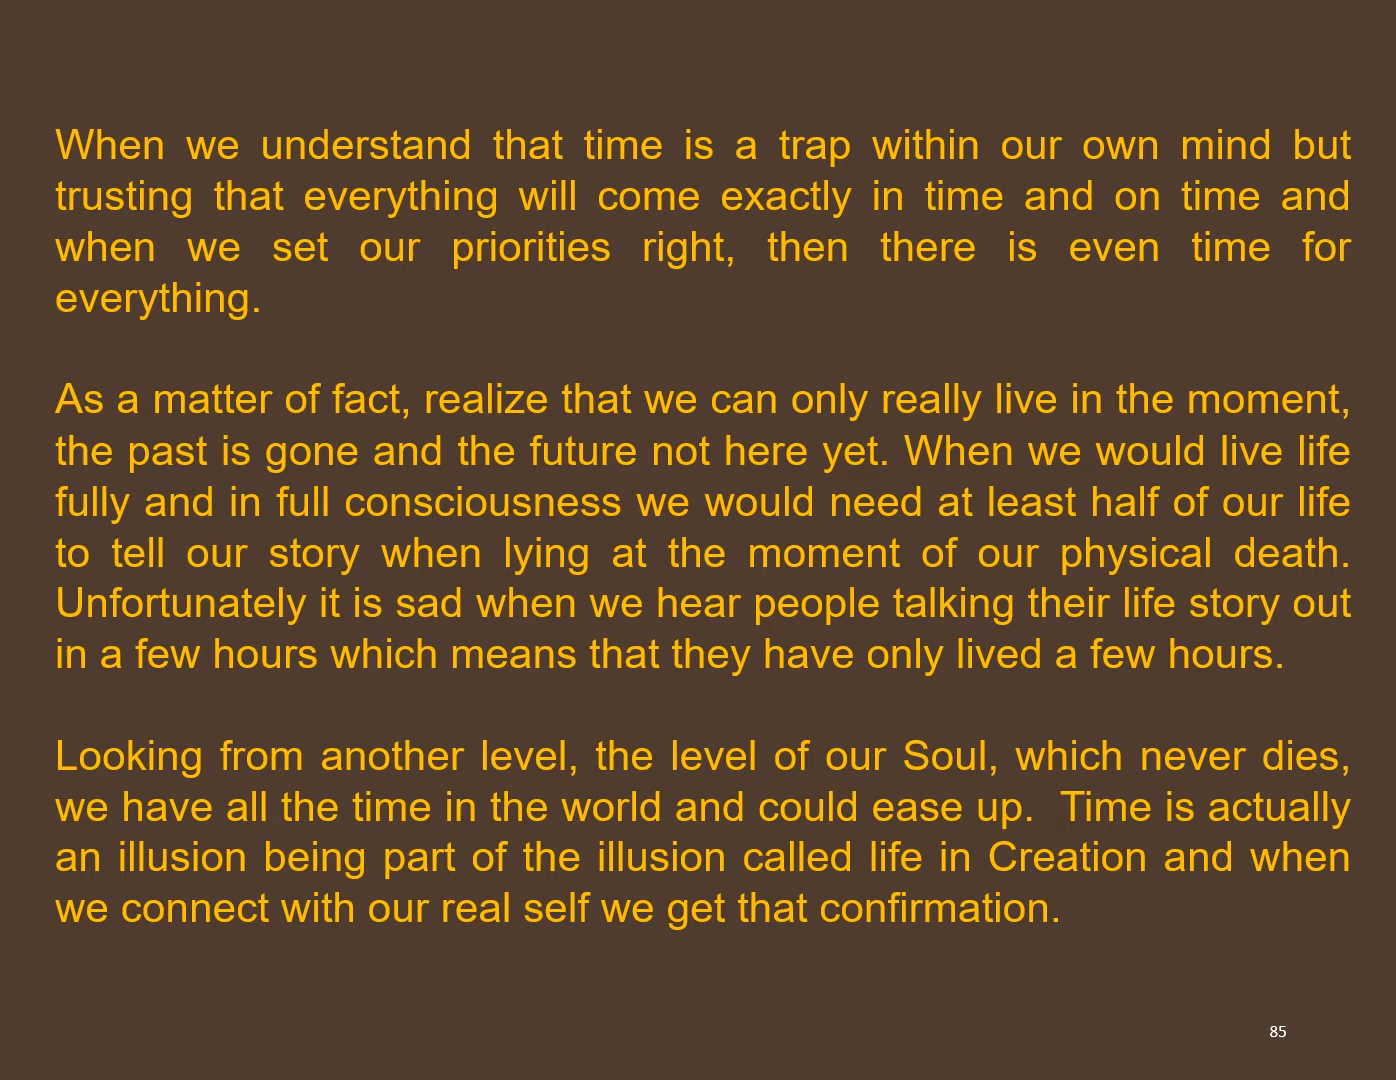 When we understand that time is a trap within our own mind but
trusting that everything will come exactly in time and on time and
when we set our priorities right, then there is even time for
everything.
As a matter of fact, realize that we can only really live in the moment,
the past is gone and the future not here yet. When we would live life
fully and in full consciousness we would need at least half of our life
to tell our story when lying at the moment of our physical death.
Unfortunately it is sad when we hear people talking their life story out
in a few hours which means that they have only lived a few hours.
Looking from another level, the level of our Soul, which never dies,
we have all the time in the world and could ease up.  Time is actually
an illusion being part of the illusion called life in Creation and when
we connect with our real self we get that confirmation.
85